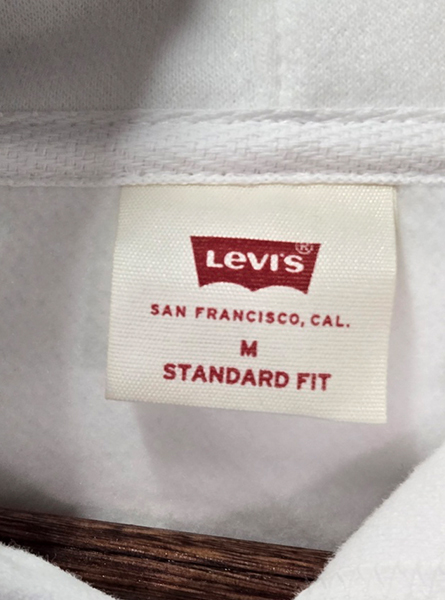 LEVI'S®
SAN FRANCISCO, CAL.
M
STANDARD FIT